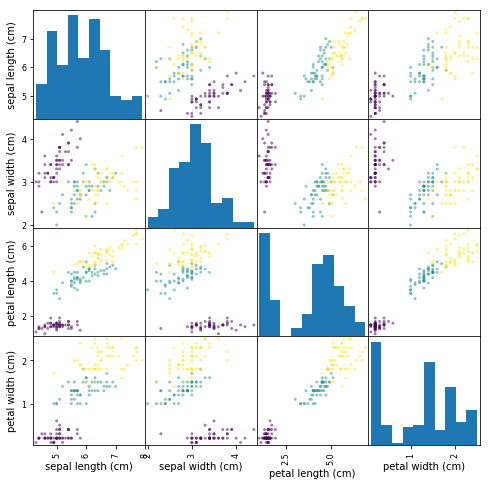 sepal length (cm)
7
6
5
sepal width (cm)
4
3
2
petal length (cm)
6
4
2
petal width (cm)
2
1
5
6
7
8
sepal length (cm)
2
3
4
sepal width (cm)
2.5
5.0
petal length (cm)
1
2
petal width (cm)